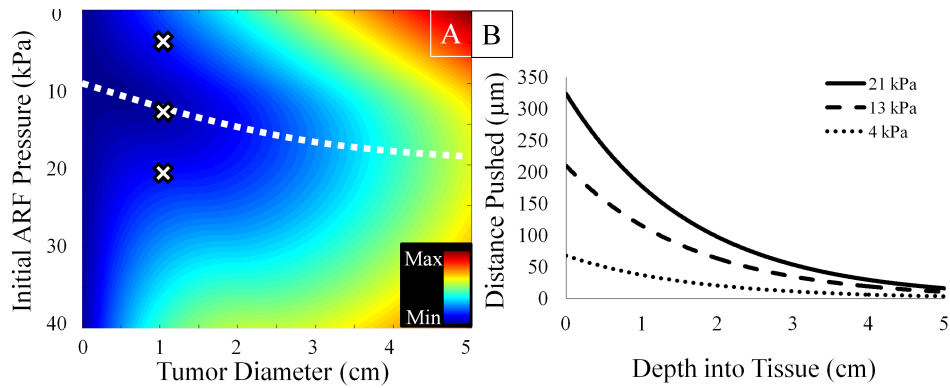 A B
Initial ARF Pressure (kPa)
0
10
20
30
40
Max
Min
0 1 2 3 4 5
Tumor Diameter (cm)
Distance Pushed (µm)
350
300
250
200
150
100
50
0
21 kPa
13 kPa
4 kPa
0 1 2 3 4 5
Depth into Tissue (cm)